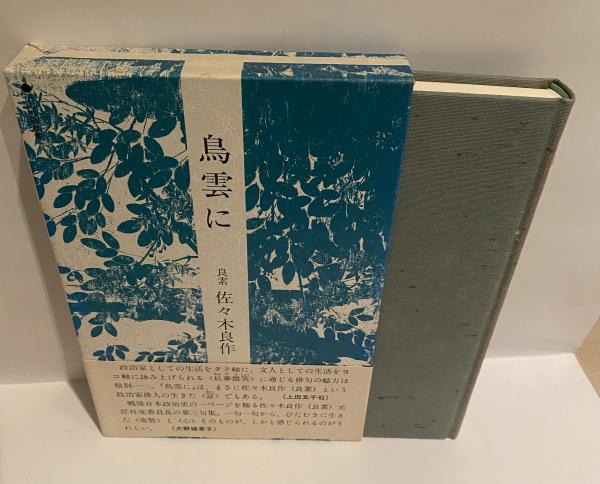 鳥雲に
良素 佐々木良作
政治家としての生活をタテ軸に、文人としての生活をヨ
コ軸に詠み上げられる〈拈華微笑〉に通じる俳句の魅力は
格別──。『鳥雲に』は、まさに佐々木良作(良素)という
政治家俳人の生きた〈証〉でもある。 (上田五千石)
戦後日本政治史の一ページを飾る佐々木良作(良素)元
民社党委員長の第三句集。一句一句から、ひたむきに生き
た〈姿勢〉と〈心〉そのものが、しかと感じられるのがう
れしい。 (大野雑草子)